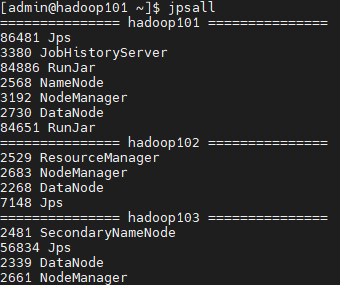 [admin@hadoop101 ~]$ jpsall
=============== hadoop101 ===============
86481 Jps
3380 JobHistoryServer
84886 RunJar
2568 NameNode
3192 NodeManager
2730 DataNode
84651 RunJar
=============== hadoop102 ===============
2529 ResourceManager
2683 NodeManager
2268 DataNode
7148 Jps
=============== hadoop103 ===============
2481 SecondaryNameNode
56834 Jps
2339 DataNode
2661 NodeManager